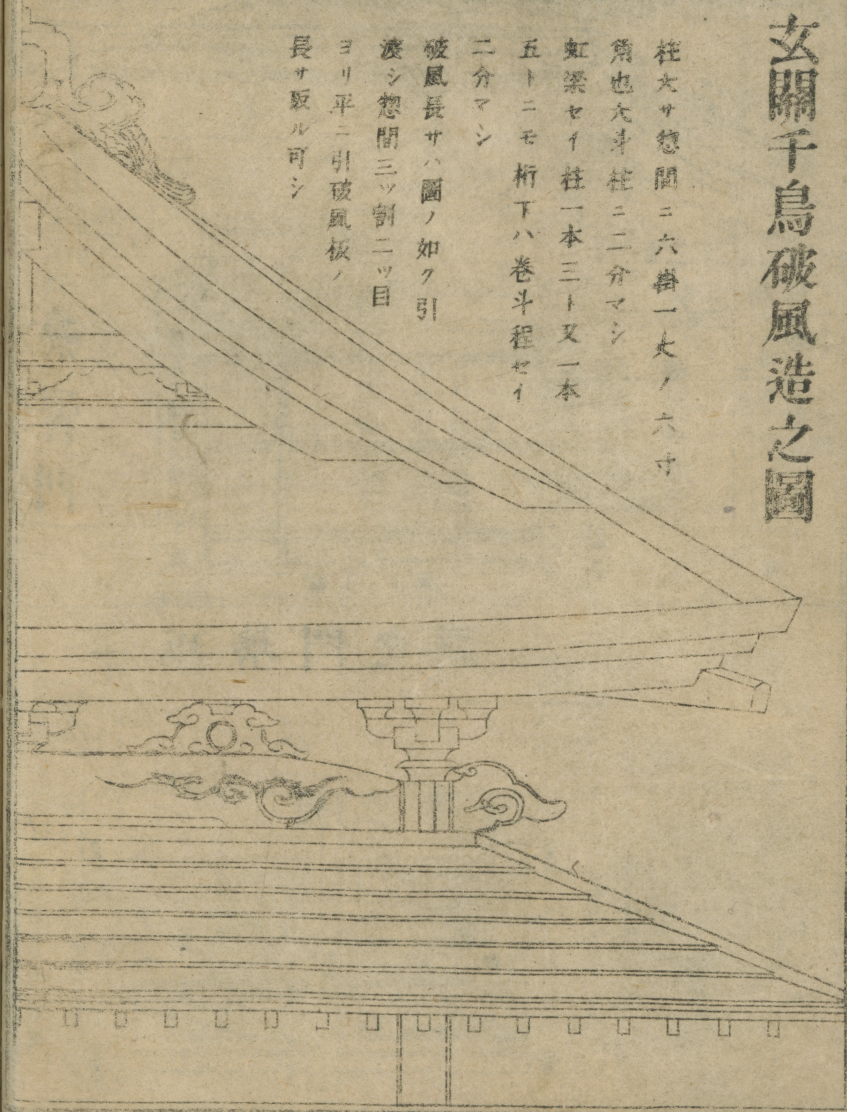 玄關千鳥破風造之圖
柱太サ惣間ニ六掛一丈ノ六寸
角也大斗柱ニ二分マシ
虹梁セイ柱一本三ト又一本
五トニモ桁下ハ巻斗程セイ
二分マシ
破風長サハ圖ノ如ク引
渡シ惣間三ツ割二ツ目
ヨリ平ニ引破風板ノ
長サ取ル可シ